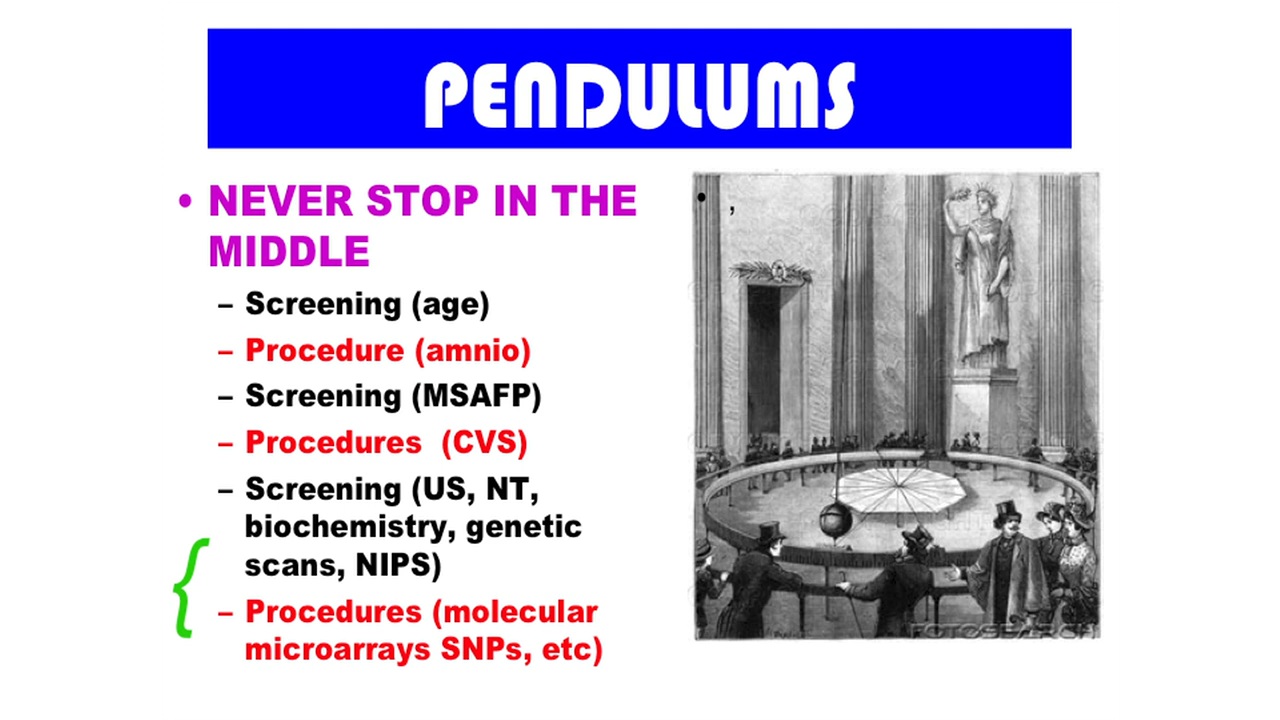 PENDULUMS
• NEVER STOP IN THE
MIDDLE
– Screening (age)
– Procedure (amnio)
– Screening (MSAFP)
– Procedures (CVS)
– Screening (US, NT,
biochemistry, genetic
scans, NIPS)
{
– Procedures (molecular
microarrays SNPs, etc)
• ,
FOTOSEARCH